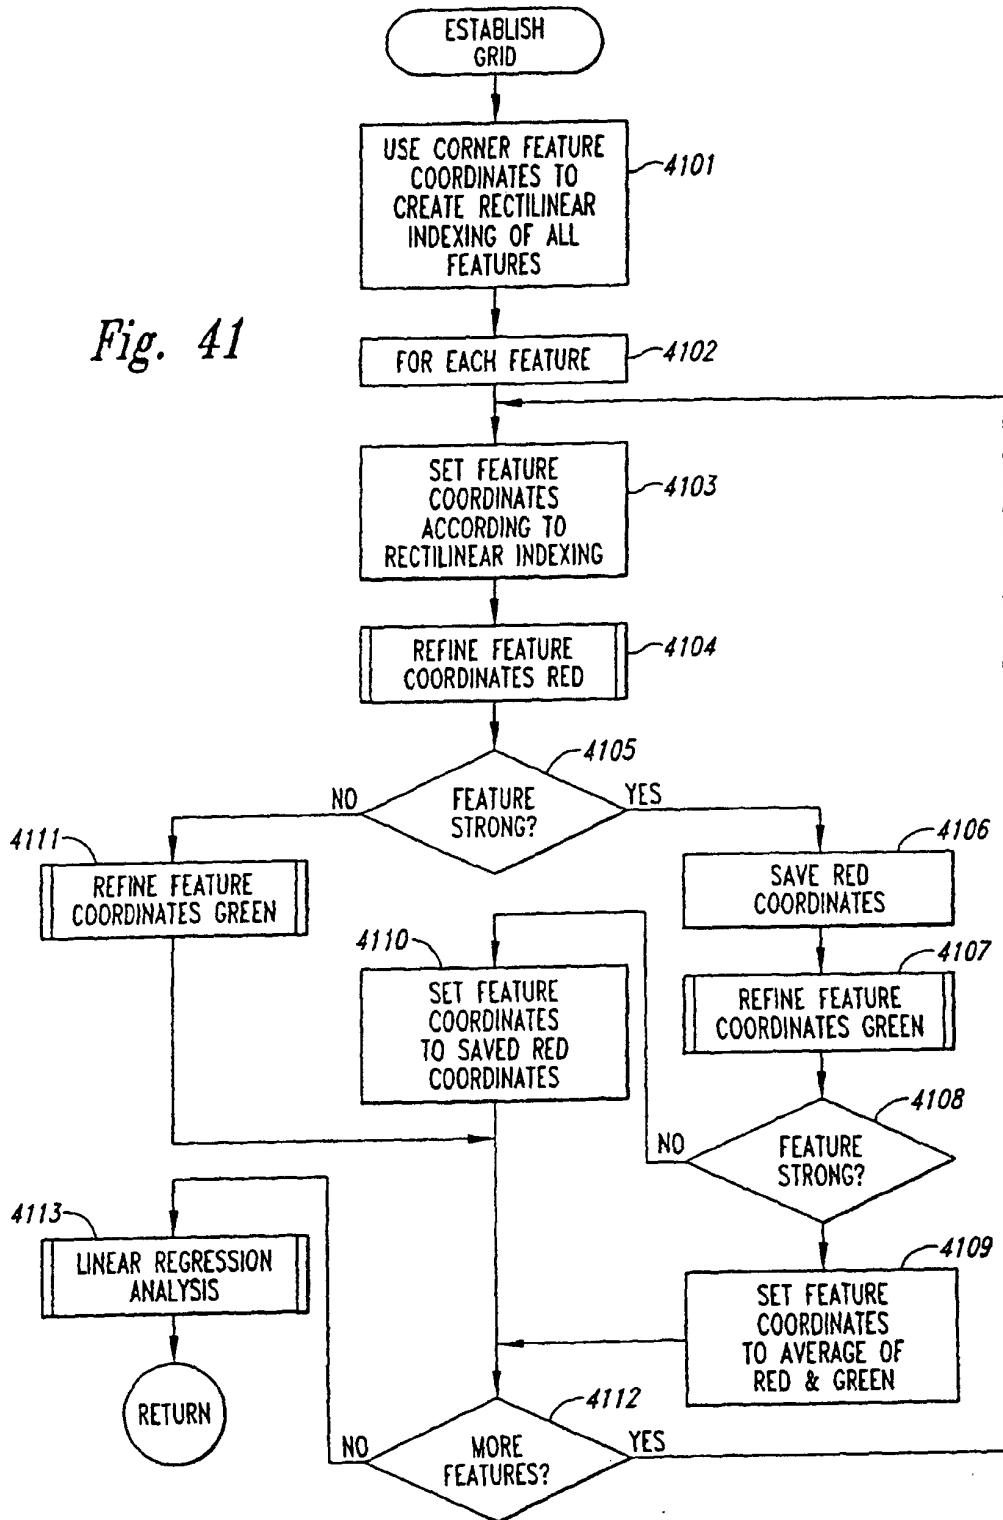 ESTABLISH
GRID
USE CORNER FEATURE
COORDINATES TO
CREATE RECTILINEAR
INDEXING OF ALL
FEATURES
4101
Fig. 41
FOR EACH FEATURE
4102
SET FEATURE
COORDINATES
ACCORDING TO
RECTILINEAR INDEXING
4103
REFINE FEATURE
COORDINATES RED
4104
4105
NO
FEATURE
STRONG?
YES
4111
REFINE FEATURE
COORDINATES GREEN
4106
SAVE RED
COORDINATES
4110
SET FEATURE
COORDINATES
TO SAVED RED
COORDINATES
4107
REFINE FEATURE
COORDINATES GREEN
4108
NO
FEATURE
STRONG?
4113
LINEAR REGRESSION
ANALYSIS
4109
SET FEATURE
COORDINATES
TO AVERAGE OF
RED & GREEN
RETURN
4112
NO
MORE
FEATURES?
YES